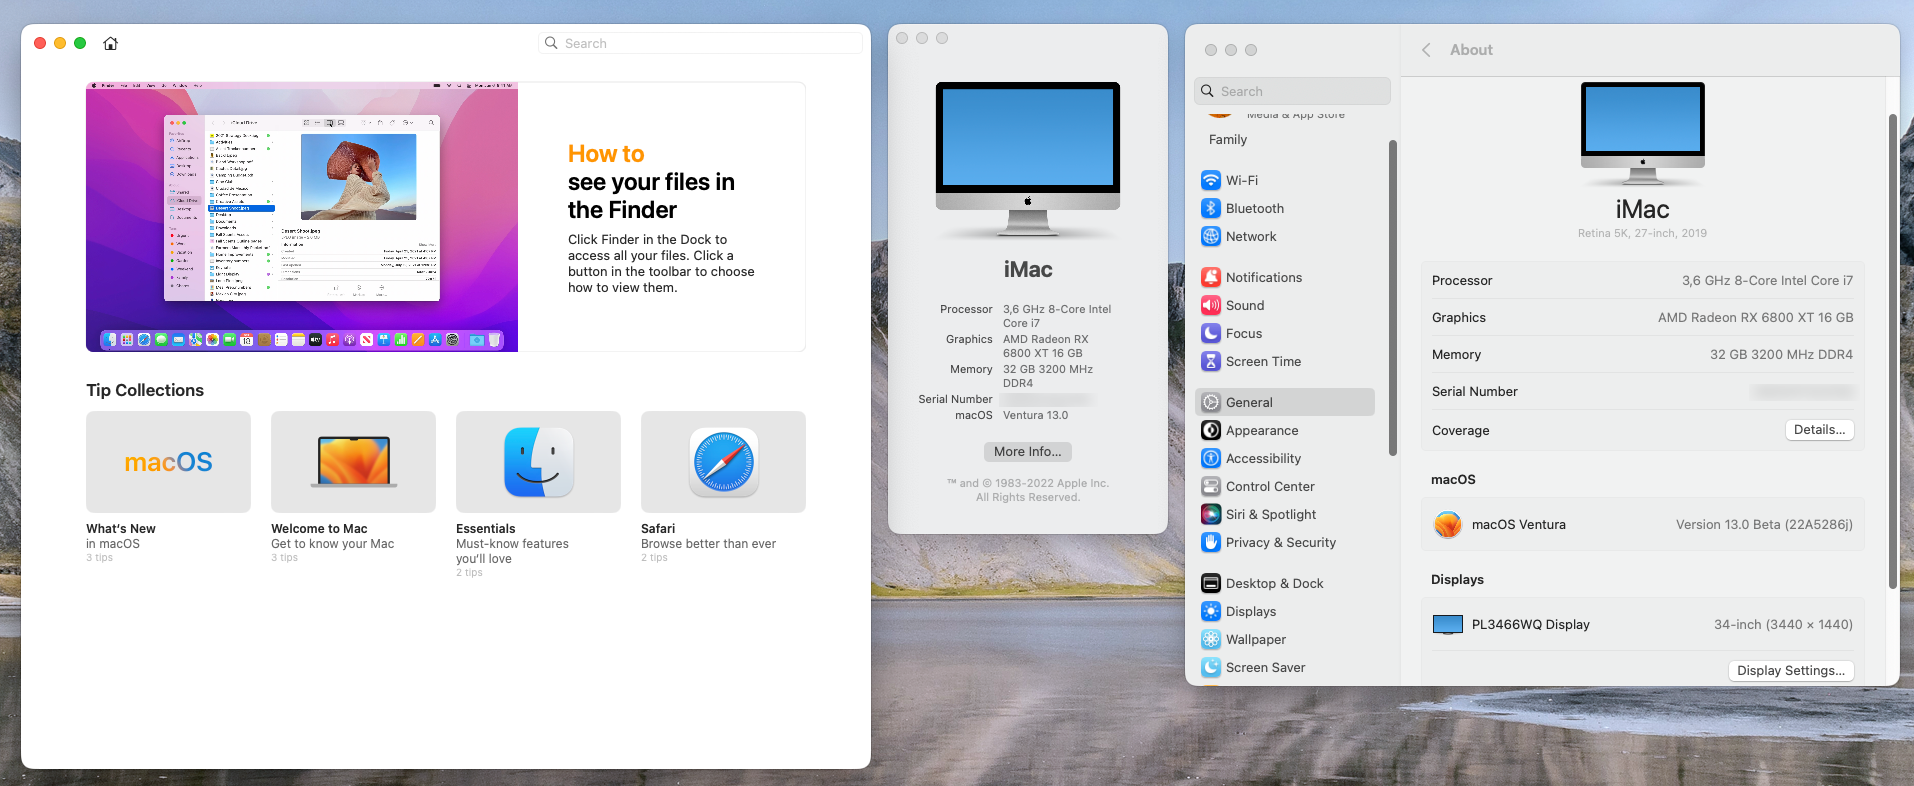 Search
How to
see your files in
the Finder
Click Finder in the Dock to
access all your files. Click a
button in the toolbar to choose
how to view them.
Tip Collections
macOS
What's New
in macOS
3 tips
Welcome to Mac
Get to know your Mac
3 tips
Essentials
Must-know features
you'll love
2 tips
Safari
Browse better than ever
2 tips
iMac
Processor 3,6 GHz 8-Core Intel
Core i7
Graphics AMD Radeon RX
6800 XT 16 GB
Memory 32 GB 3200 MHz
DDR4
Serial Number
macOS Ventura 13.0
More Info...
™ and © 1983-2022 Apple Inc.
All Rights Reserved.
Search
Media & App Store
Family
Wi-Fi
Bluetooth
Network
Notifications
Sound
Focus
Screen Time
General
Appearance
Accessibility
Control Center
Siri & Spotlight
Privacy & Security
Desktop & Dock
Displays
Wallpaper
Screen Saver
About
iMac
Retina 5K, 27-inch, 2019
Processor 3,6 GHz 8-Core Intel Core i7
Graphics AMD Radeon RX 6800 XT 16 GB
Memory 32 GB 3200 MHz DDR4
Serial Number
Coverage Details...
macOS
macOS Ventura Version 13.0 Beta (22A5286j)
Displays
PL3466WQ Display 34-inch (3440 × 1440)
Display Settings...